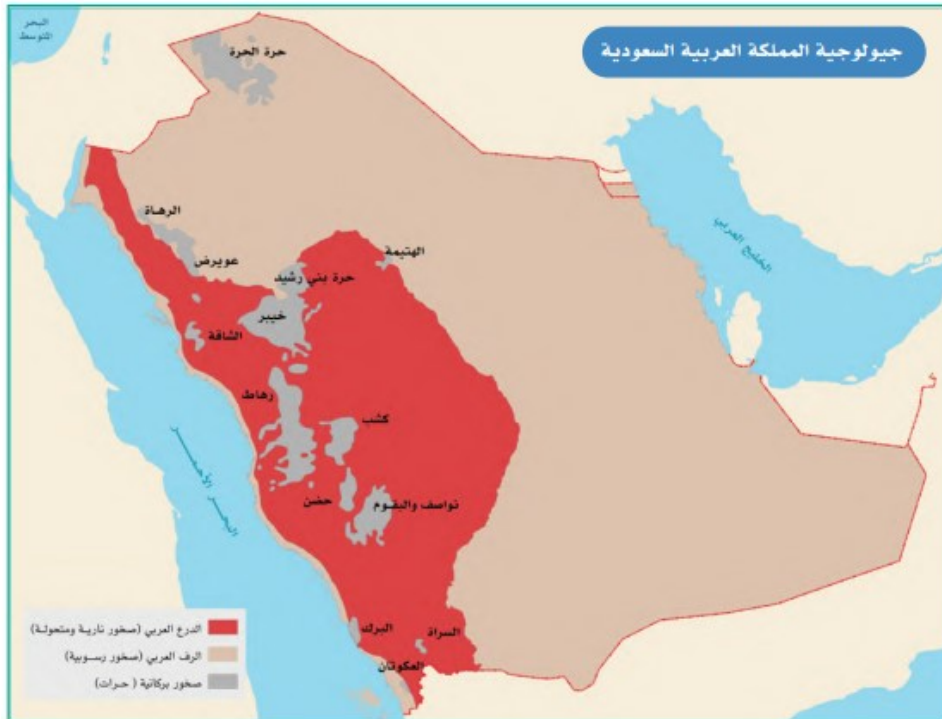 البحر
المتوسط
جيولوجية المملكة العربية السعودية
حرة الحرة
الرهاة
عويرض
الهتيمة
حرة بني رشيد
خيبر
الشاقة
رهاط
كشب
حضن
نواصف والبقوم
البرك
السراة
العكوتان
الخليج العربي
البحر الأحمر
الدرع العربي (صخور نارية ومتحولة)
الرف العربي (صخور رسوبية)
صخور بركانية (حرات)